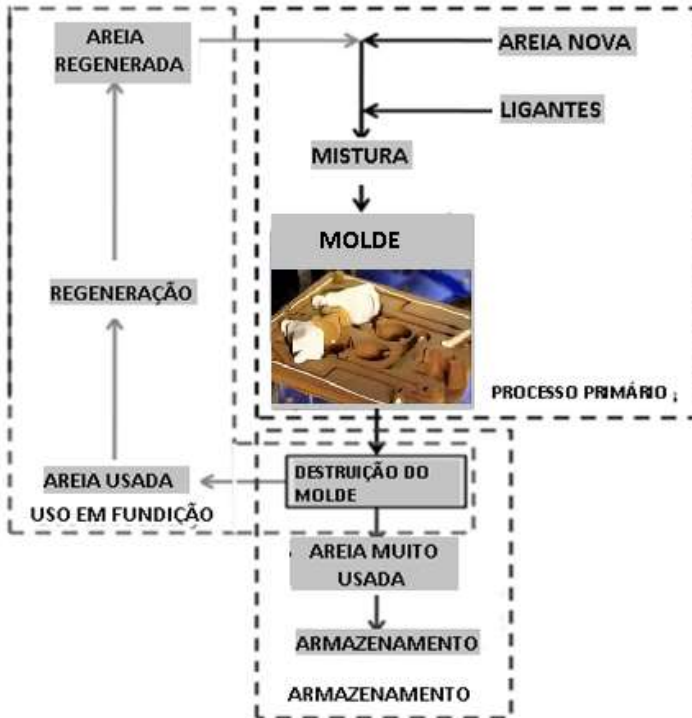 AREIA
REGENERADA
AREIA NOVA
LIGANTES
MISTURA
MOLDE
REGENERAÇÃO
PROCESSO PRIMÁRIO ;
DESTRUIÇÃO DO
MOLDE
AREIA USADA
USO EM FUNDIÇÃO
AREIA MUITO
USADA
ARMAZENAMENTO
ARMAZENAMENTO